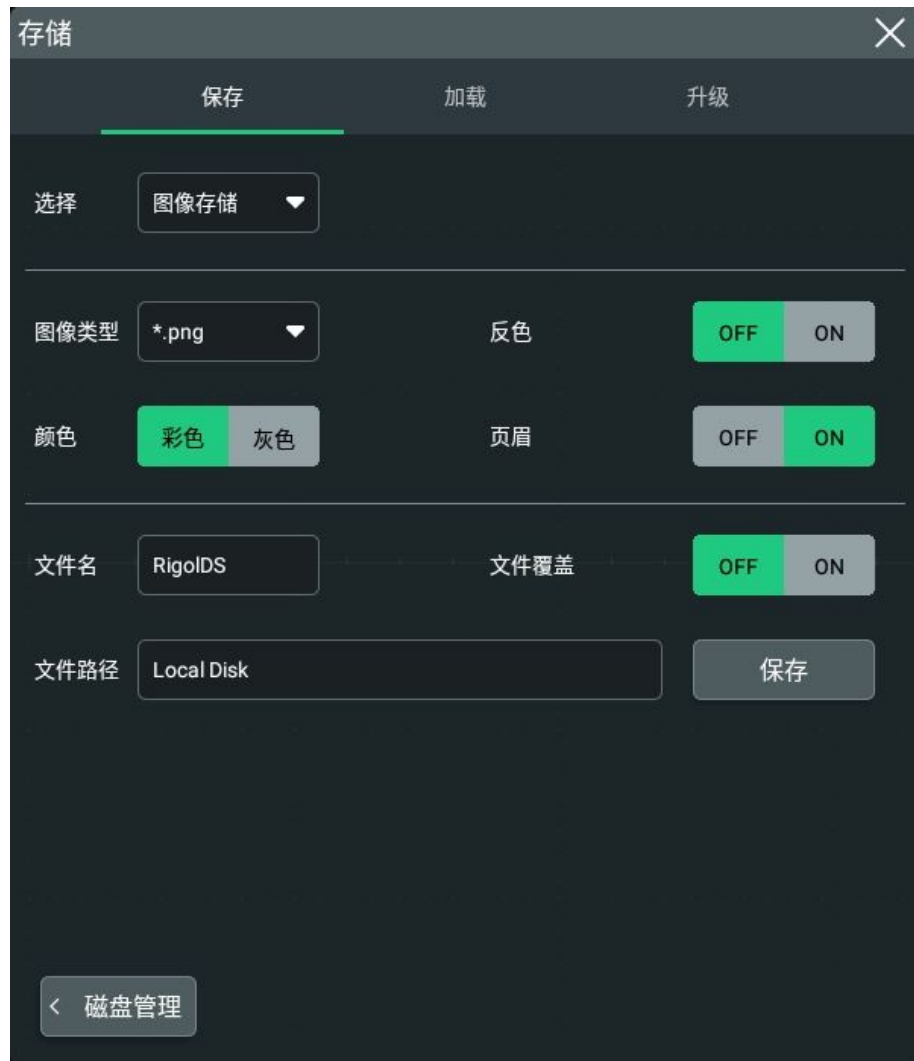 存储
保存 加载 升级
选择 图像存储
图像类型 *.png 反色 OFF ON
颜色 彩色 灰色 页眉 OFF ON
文件名 RigolDS 文件覆盖 OFF ON
文件路径 Local Disk 保存
磁盘管理